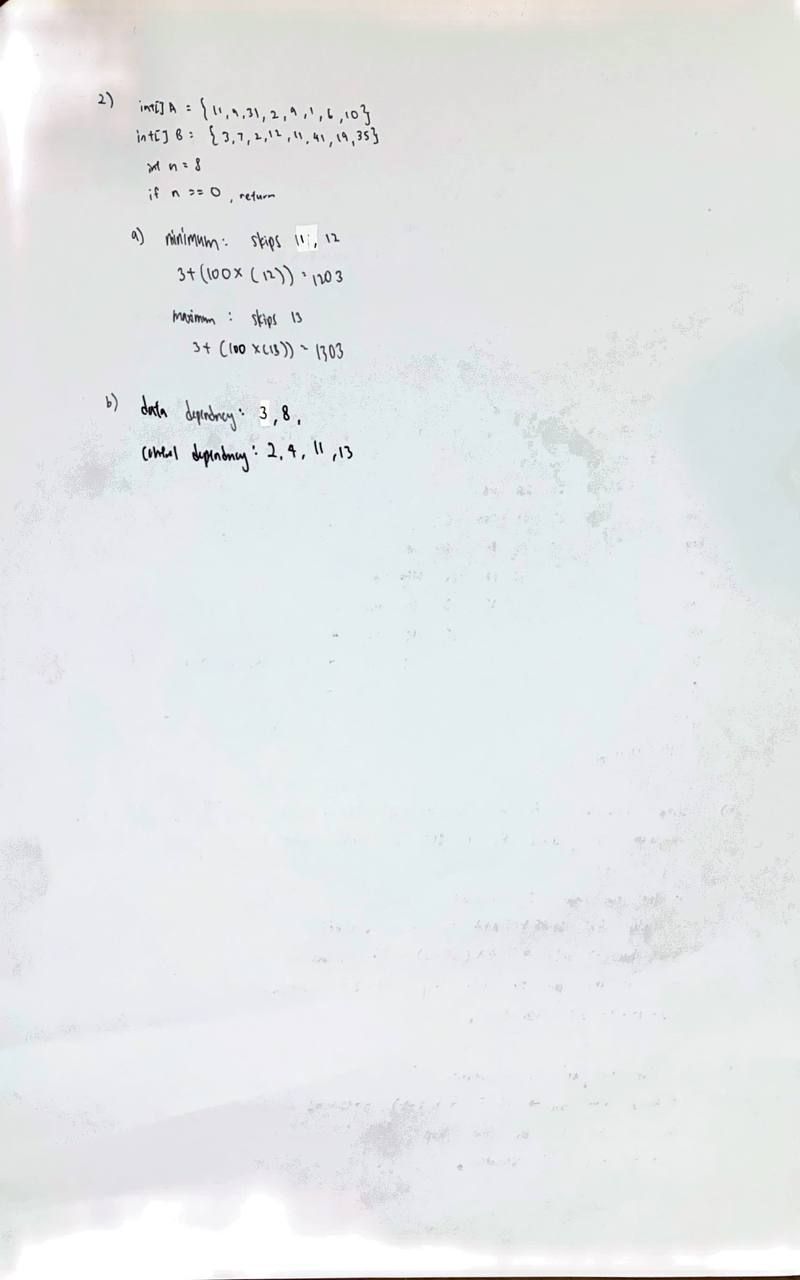 2) int[] A = {11,9,31,2,9,1,6,10}
int[] B = {3,7,2,12,11,41,19,35}
int n = 8
if n == 0, return
a) minimum: skips 11, 12
3+(100×(12)) = 1203
maximum: skips 13
3+(100×(13)) = 1303
b) data dependency: 3,8,
control dependency: 2,4,11,13